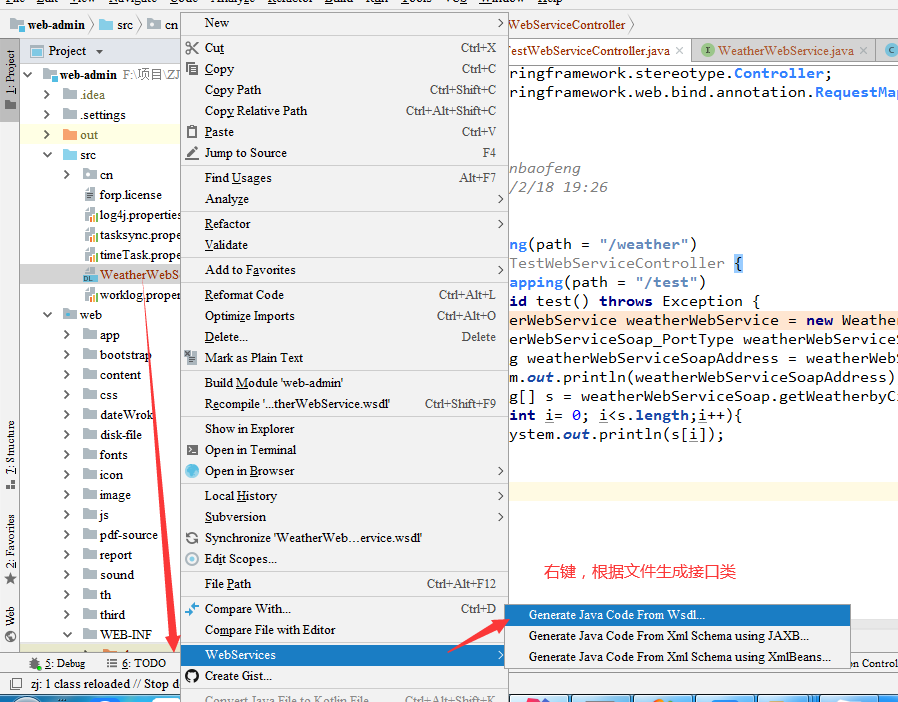 web-admin
src
cn
WebServiceController
Project
TestWebServiceController.java
WeatherWebService.java
1: Project
7: Structure
2: Favorites
Web
web-admin F:\项目\ZJ
.idea
.settings
out
src
cn
forp.license
log4j.properties
tasksync.prope
timeTask.prope
WeatherWebS
worklog.proper
web
app
bootstrap
content
css
dateWrok
disk-file
fonts
icon
image
js
pdf-source
report
sound
th
third
WEB-INF
New
Cut Ctrl+X
Copy Ctrl+C
Copy Path Ctrl+Shift+C
Copy Relative Path Ctrl+Alt+Shift+C
Paste Ctrl+V
Jump to Source F4
Find Usages Alt+F7
Analyze
Refactor
Validate
Add to Favorites
Reformat Code Ctrl+Alt+L
Optimize Imports Ctrl+Alt+O
Delete... Delete
Mark as Plain Text
Build Module 'web-admin'
Recompile '...therWebService.wsdl' Ctrl+Shift+F9
Show in Explorer
Open in Terminal
Open in Browser
Local History
Subversion
Synchronize 'WeatherWeb...ervice.wsdl'
Edit Scopes...
File Path Ctrl+Alt+F12
Compare With... Ctrl+D
Compare File with Editor
WebServices
Create Gist...
Convert Java File to Kotlin File Ctrl+Alt+Shift+K
Generate Java Code From Wsdl...
Generate Java Code From Xml Schema using JAXB...
Generate Java Code From Xml Schema using XmlBeans...
ringframework.stereotype.Controller;
ringframework.web.bind.annotation.RequestMap
nbaofeng
/2/18 19:26
ng(path = "/weather")
TestWebServiceController {
apping(path = "/test")
id test() throws Exception {
erWebService weatherWebService = new Weather
erWebServiceSoap_PortType weatherWebServiceS
g weatherWebServiceSoapAddress = weatherWebS
m.out.println(weatherWebServiceSoapAddress)
g[] s = weatherWebServiceSoap.getWeatherbyCi
int i= 0; i<s.length;i++){
ystem.out.println(s[i]);
右键，根据文件生成接口类
5: Debug
6: TODO
on Control
zj: 1 class reloaded // Stop d